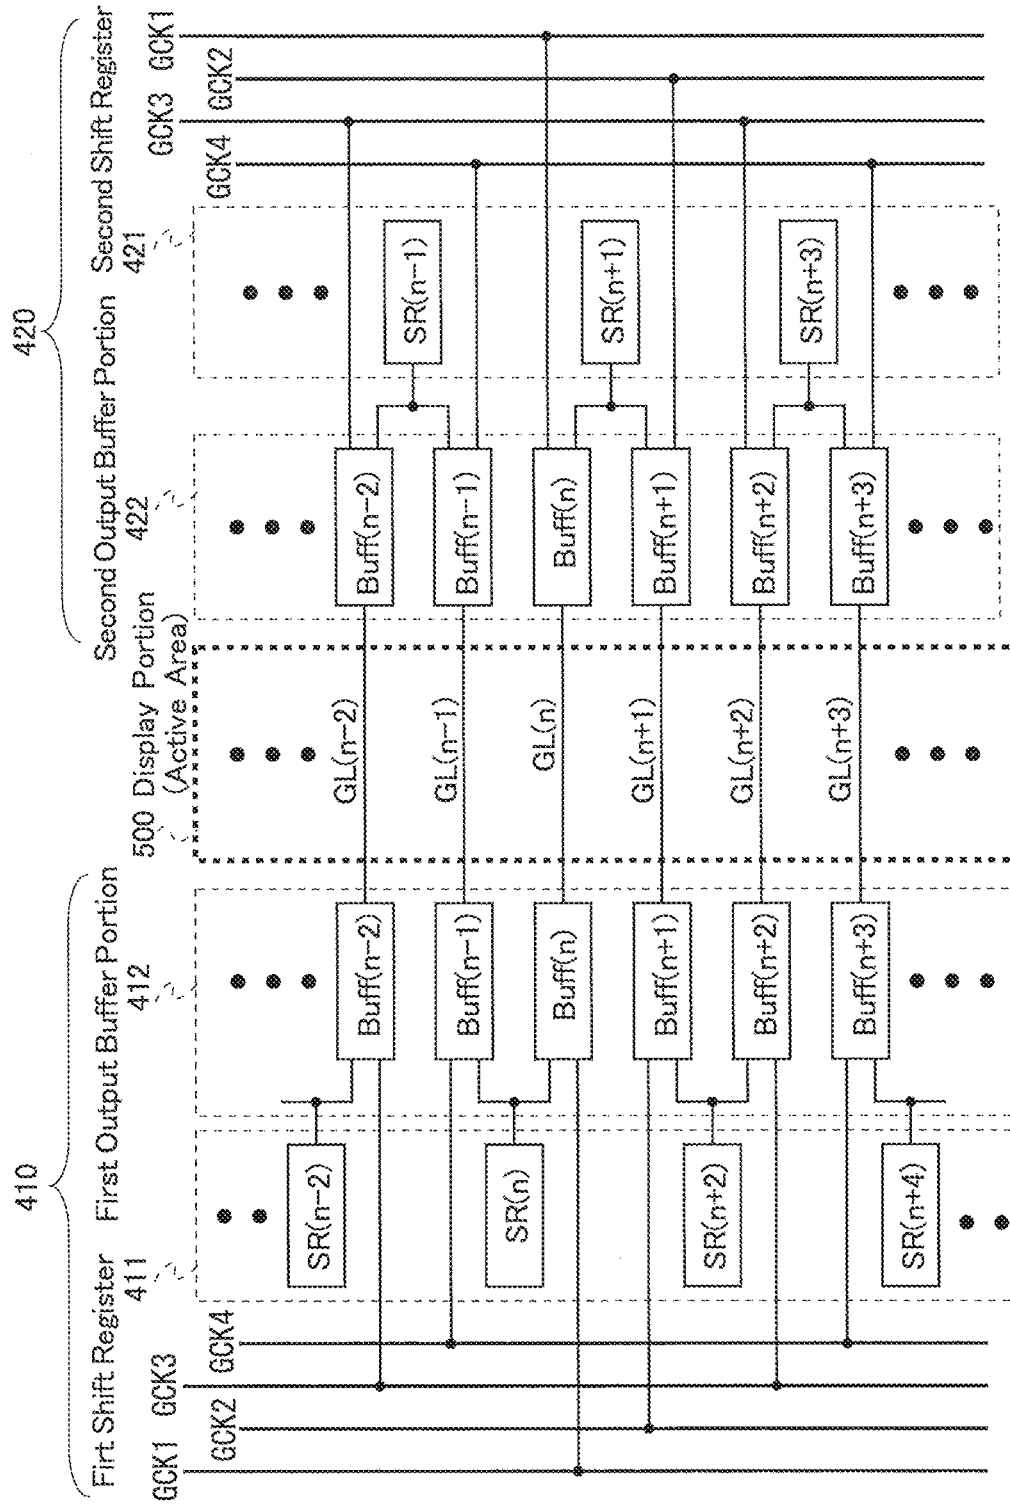 410
420
Firt Shift Register
First Output Buffer Portion
500 Display Portion
(Active Area)
Second Output Buffer Portion
Second Shift Register
411
412
422
421
GCK1
GCK2
GCK3
GCK4
GCK4
GCK3
GCK2
GCK1
SR(n−2)
Buff(n−2)
GL(n−2)
Buff(n−2)
Buff(n−1)
GL(n−1)
Buff(n−1)
SR(n−1)
SR(n)
Buff(n)
GL(n)
Buff(n)
Buff(n+1)
GL(n+1)
Buff(n+1)
SR(n+1)
SR(n+2)
Buff(n+2)
GL(n+2)
Buff(n+2)
Buff(n+3)
GL(n+3)
Buff(n+3)
SR(n+3)
SR(n+4)